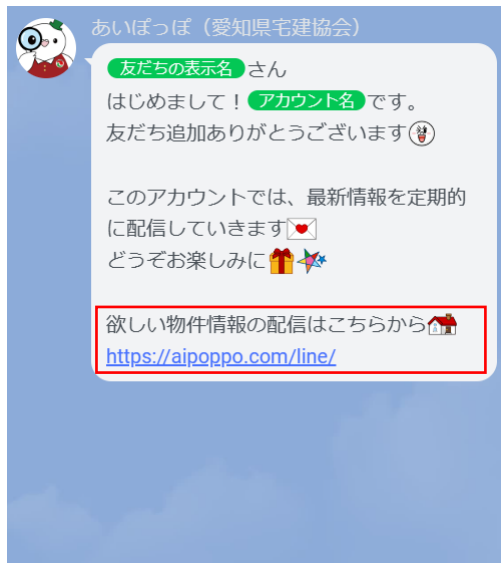 あいぽっぽ（愛知県宅建協会）
友だちの表示名 さん
はじめまして！ アカウント名 です。
友だち追加ありがとうございます
このアカウントでは、最新情報を定期的
に配信していきます
どうぞお楽しみに
欲しい物件情報の配信はこちらから
https://aipoppo.com/line/